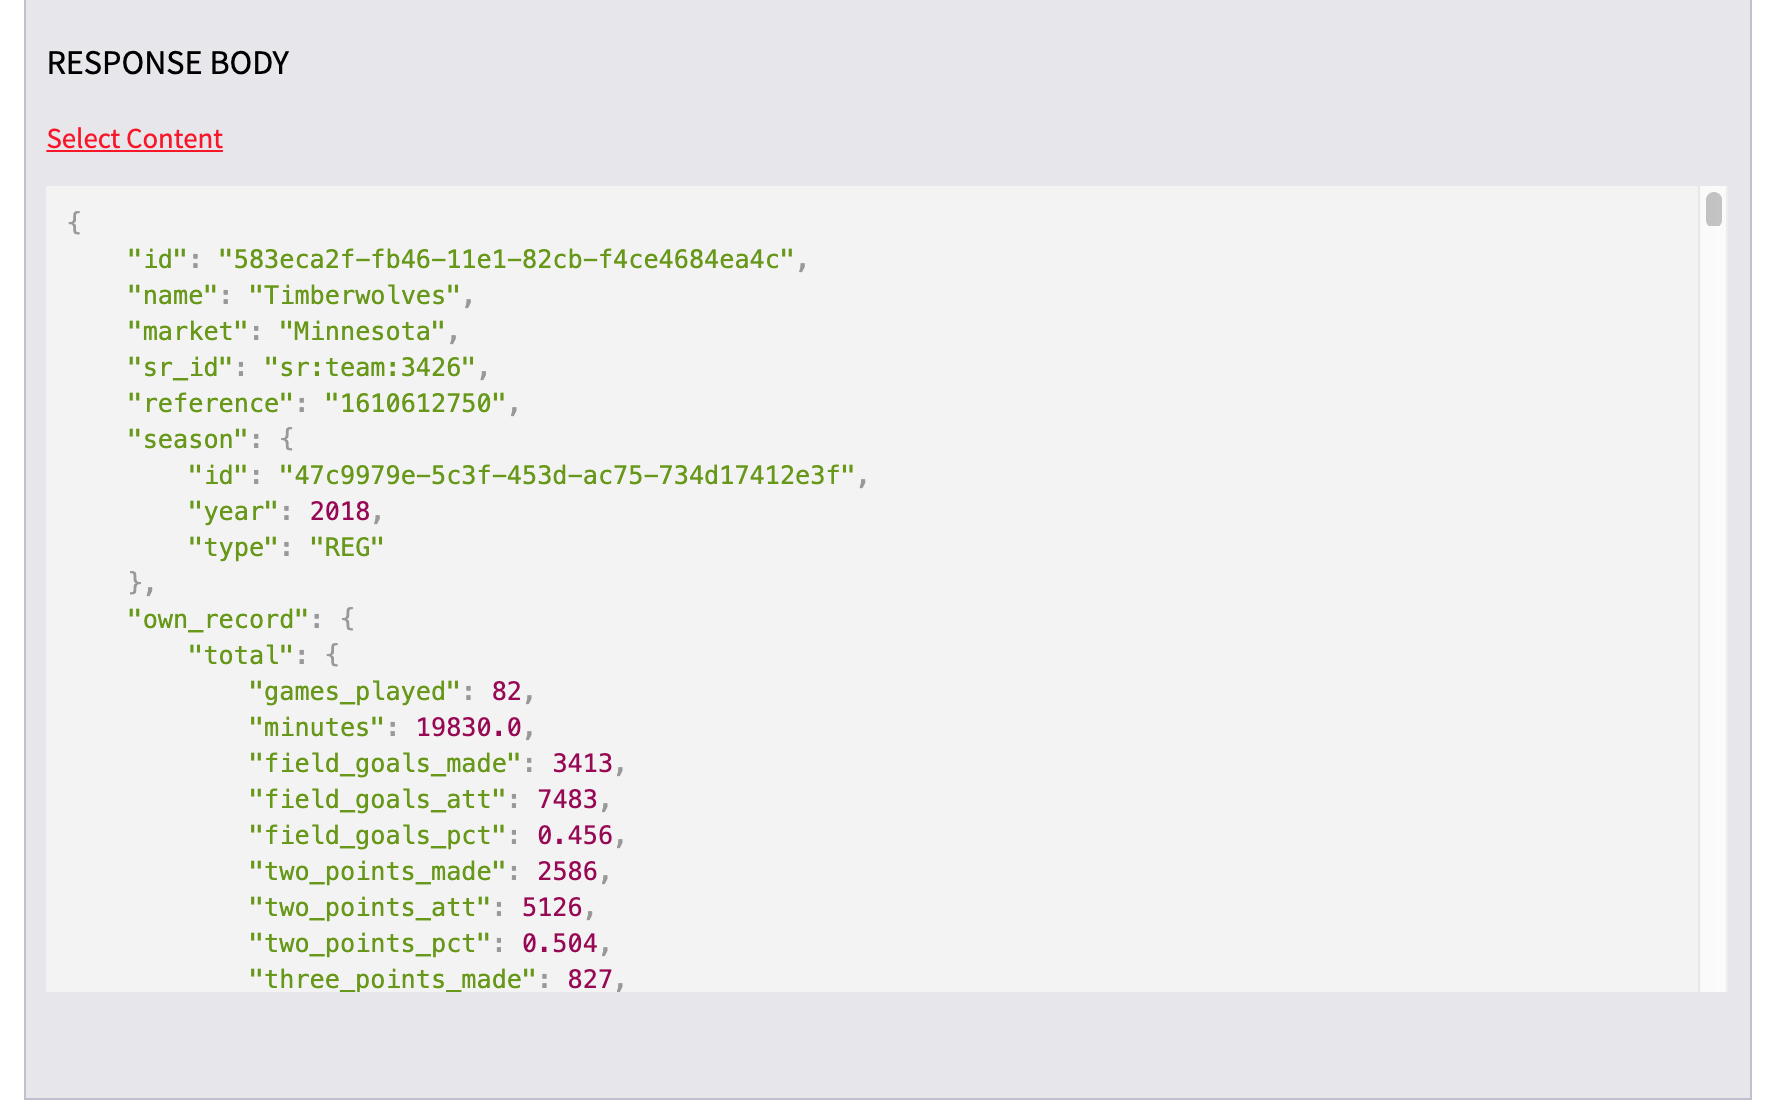 RESPONSE BODY
Select Content
{
    "id": "583eca2f-fb46-11e1-82cb-f4ce4684ea4c",
    "name": "Timberwolves",
    "market": "Minnesota",
    "sr_id": "sr:team:3426",
    "reference": "1610612750",
    "season": {
        "id": "47c9979e-5c3f-453d-ac75-734d17412e3f",
        "year": 2018,
        "type": "REG"
    },
    "own_record": {
        "total": {
            "games_played": 82,
            "minutes": 19830.0,
            "field_goals_made": 3413,
            "field_goals_att": 7483,
            "field_goals_pct": 0.456,
            "two_points_made": 2586,
            "two_points_att": 5126,
            "two_points_pct": 0.504,
            "three_points_made": 827,